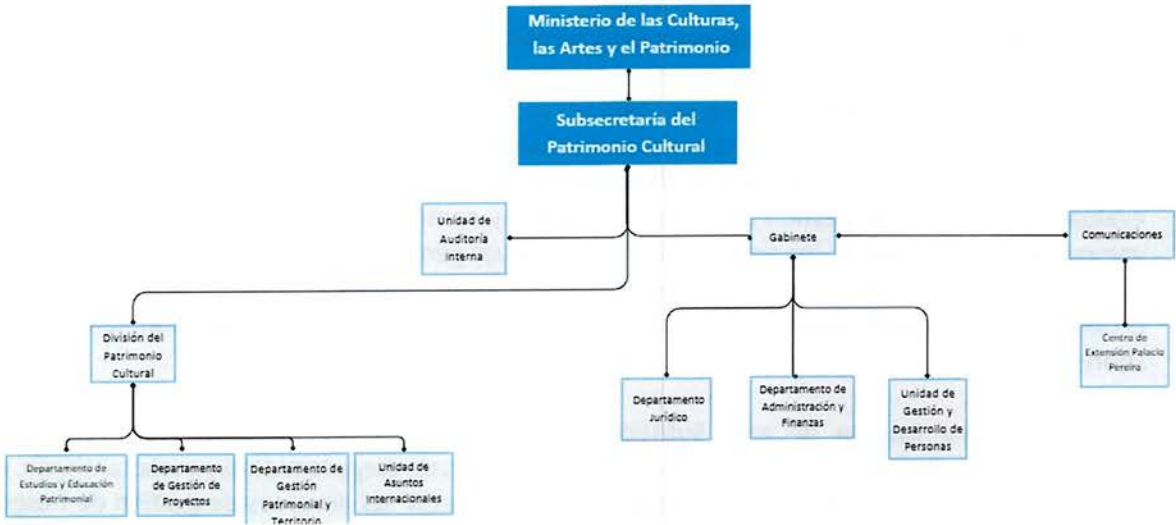 Ministerio de las Culturas,
las Artes y el Patrimonio
Subsecretaría del
Patrimonio Cultural
Unidad de
Auditoría
Interna
Gabinete
Comunicaciones
División del
Patrimonio
Cultural
Centro de
Extensión Palacio
Pereira
Departamento
Jurídico
Departamento de
Administración y
Finanzas
Unidad de
Gestión y
Desarrollo de
Personas
Departamento de
Estudios y Educación
Patrimonial
Departamento
de Gestión de
Proyectos
Departamento de
Gestión
Patrimonial y
Territorio
Unidad de
Asuntos
Internacionales